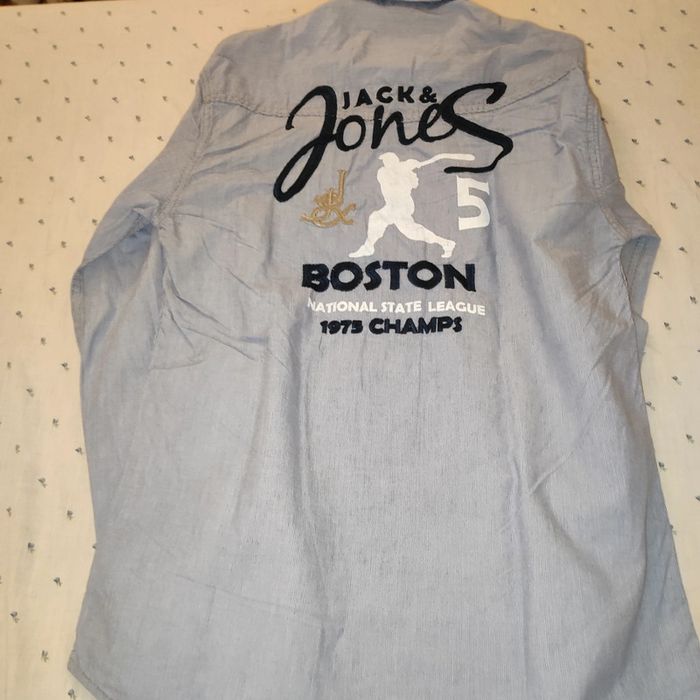 JACK &
Jones
5
BOSTON
NATIONAL STATE LEAGUE
1975 CHAMPS